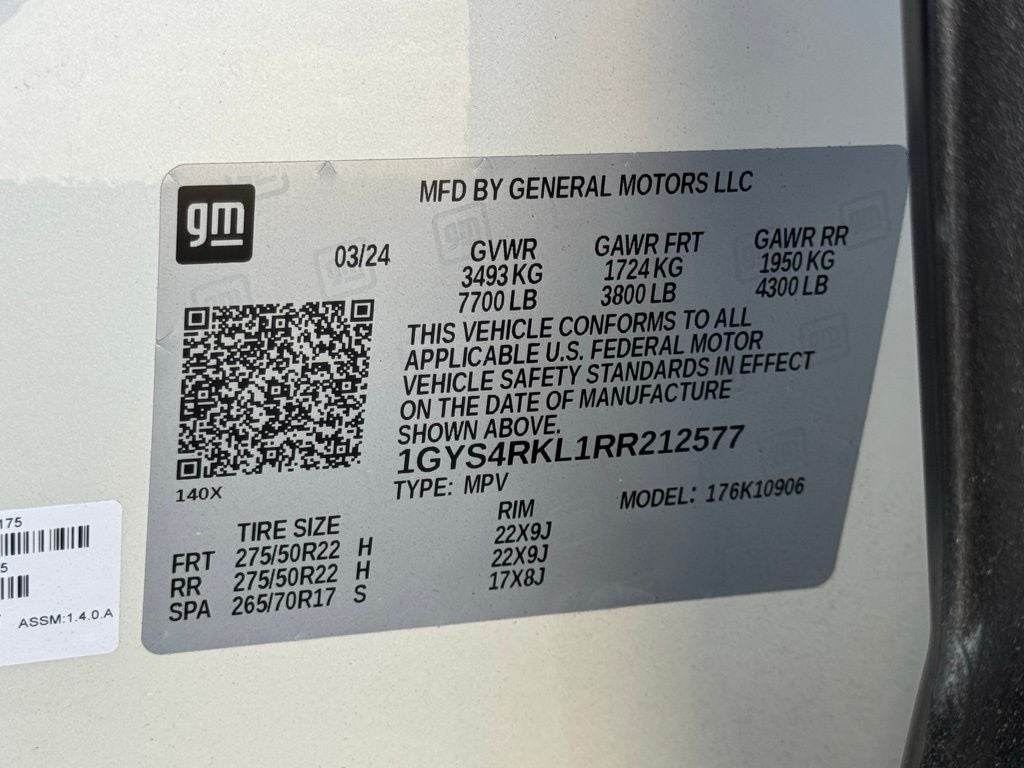 gm
MFD BY GENERAL MOTORS LLC
03/24
GVWR GAWR FRT GAWR RR
3493 KG 1724 KG 1950 KG
7700 LB 3800 LB 4300 LB
THIS VEHICLE CONFORMS TO ALL
APPLICABLE U.S. FEDERAL MOTOR
VEHICLE SAFETY STANDARDS IN EFFECT
ON THE DATE OF MANUFACTURE
SHOWN ABOVE.
1GYS4RKL1RR212577
140X
TYPE: MPV MODEL: 176K10906
TIRE SIZE RIM
FRT 275/50R22 H 22X9J
RR 275/50R22 H 22X9J
SPA 265/70R17 S 17X8J
175
5
ASSM:1.4.0.A